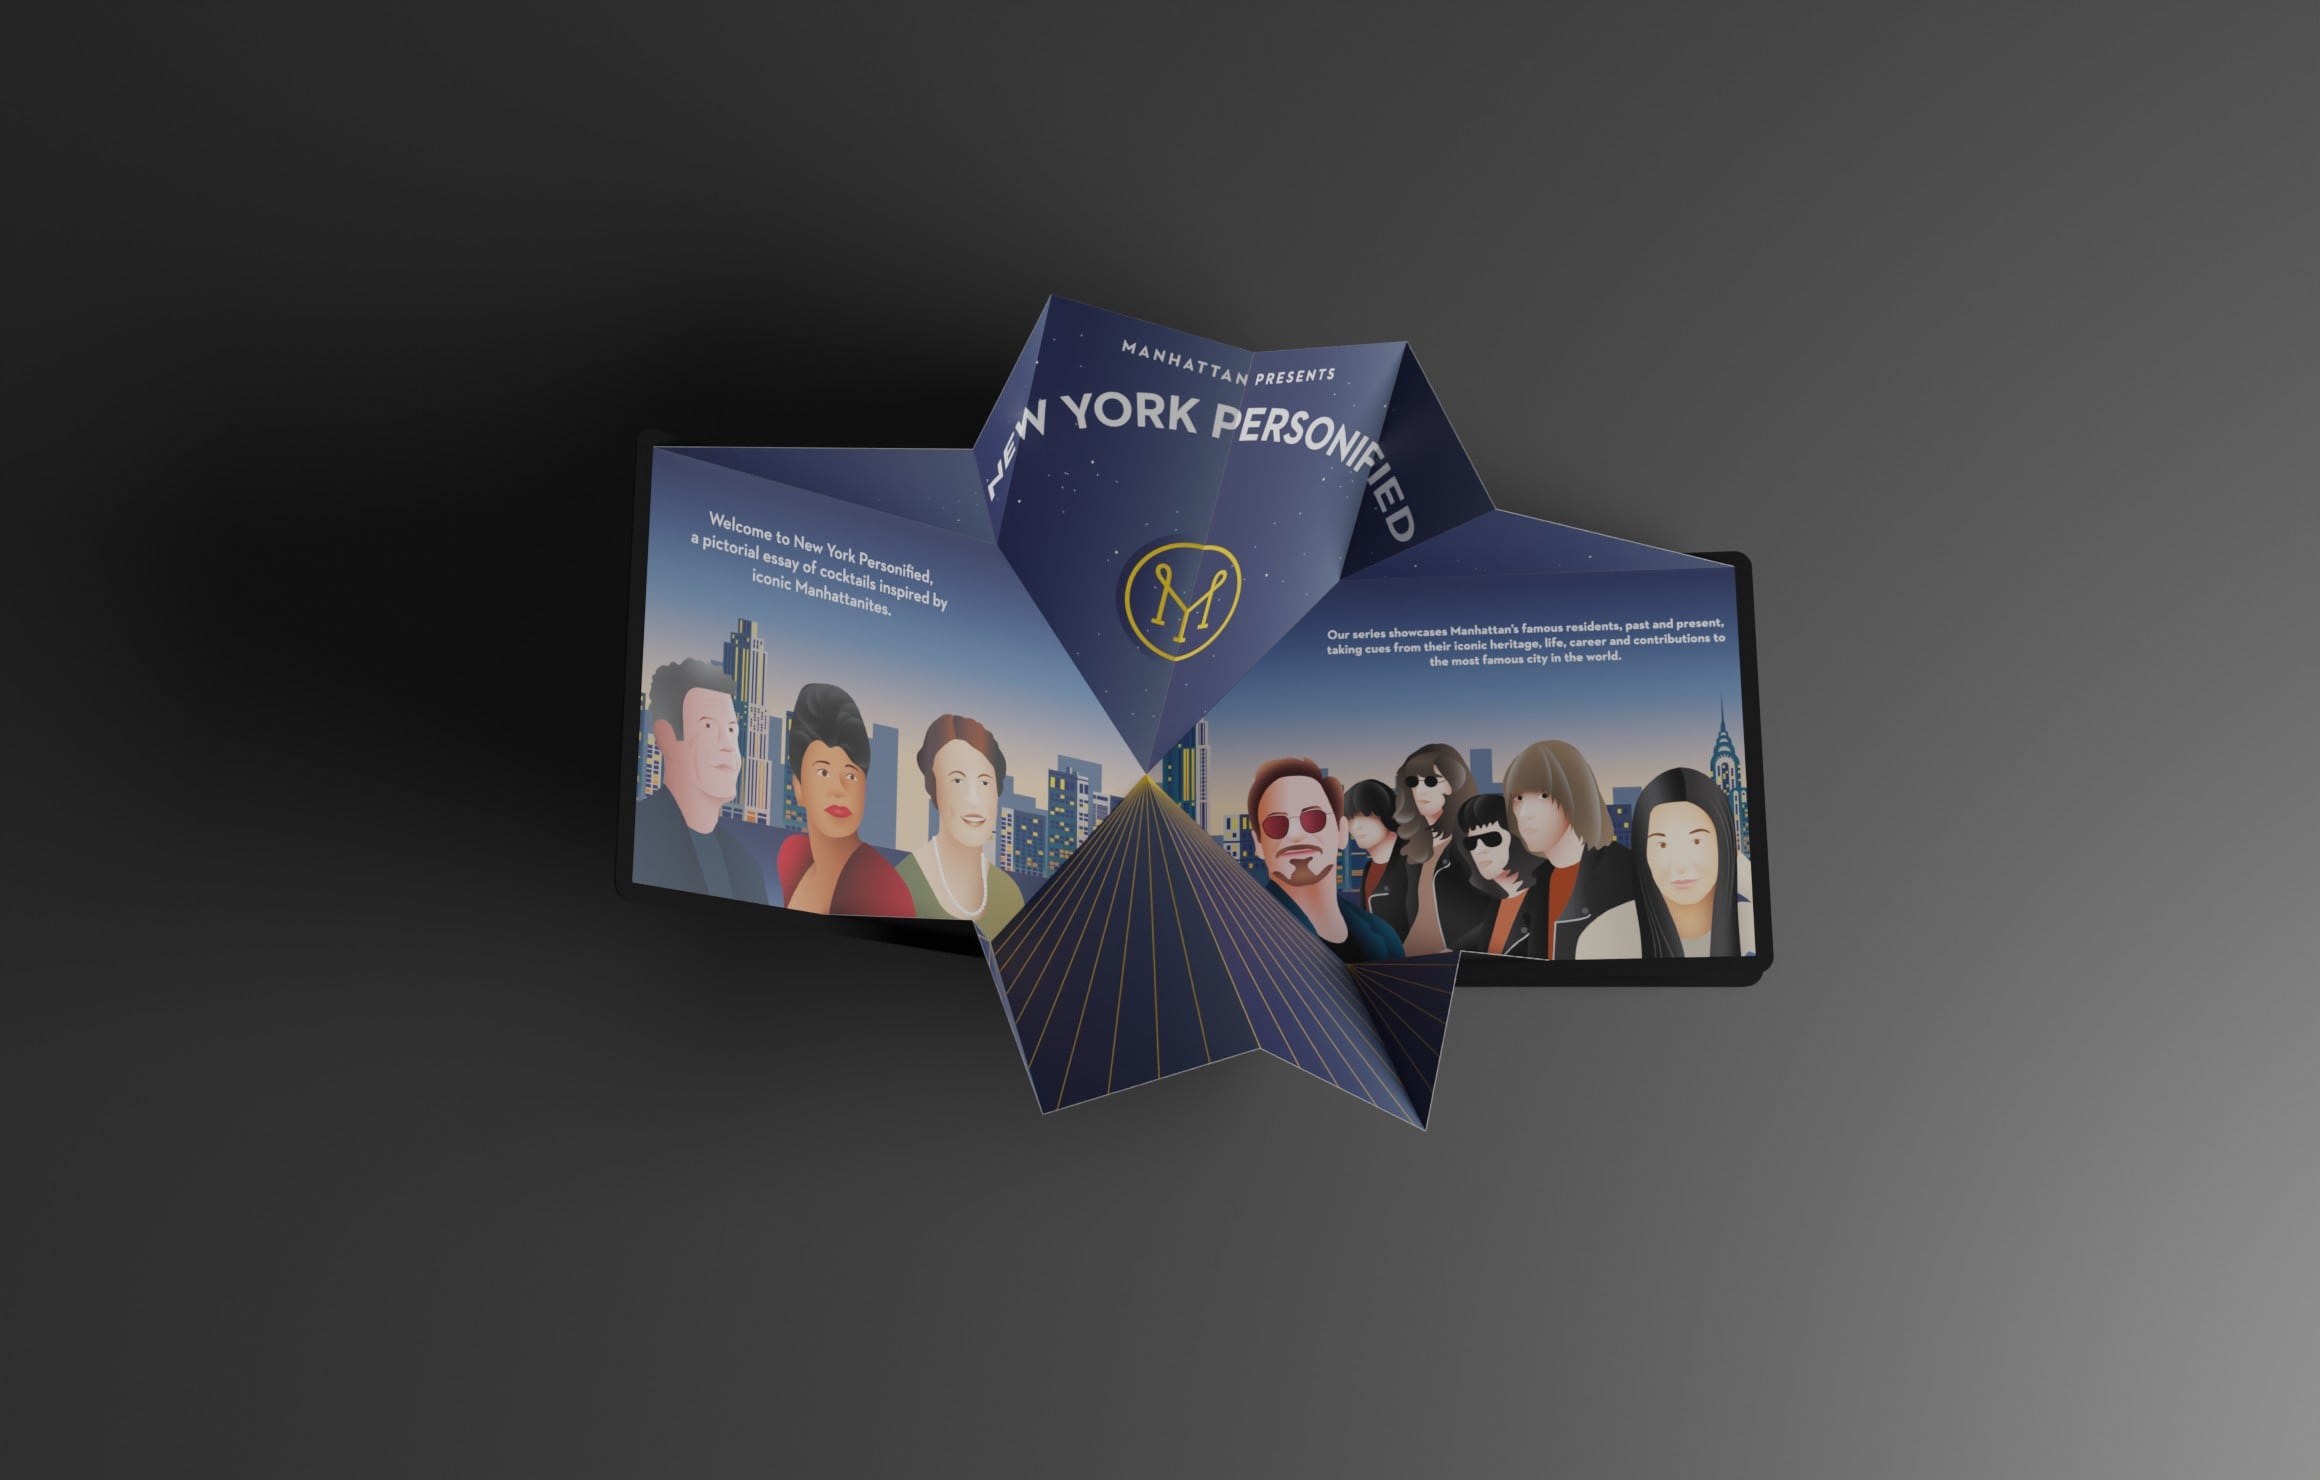 MANHATTAN PRESENTS
NEW YORK PERSONIFIED
M
Welcome to New York Personified,
a pictorial essay of cocktails inspired by
iconic Manhattanites.
Our series showcases Manhattan's famous residents, past and present,
taking cues from their iconic heritage, life, career and contributions to
the most famous city in the world.